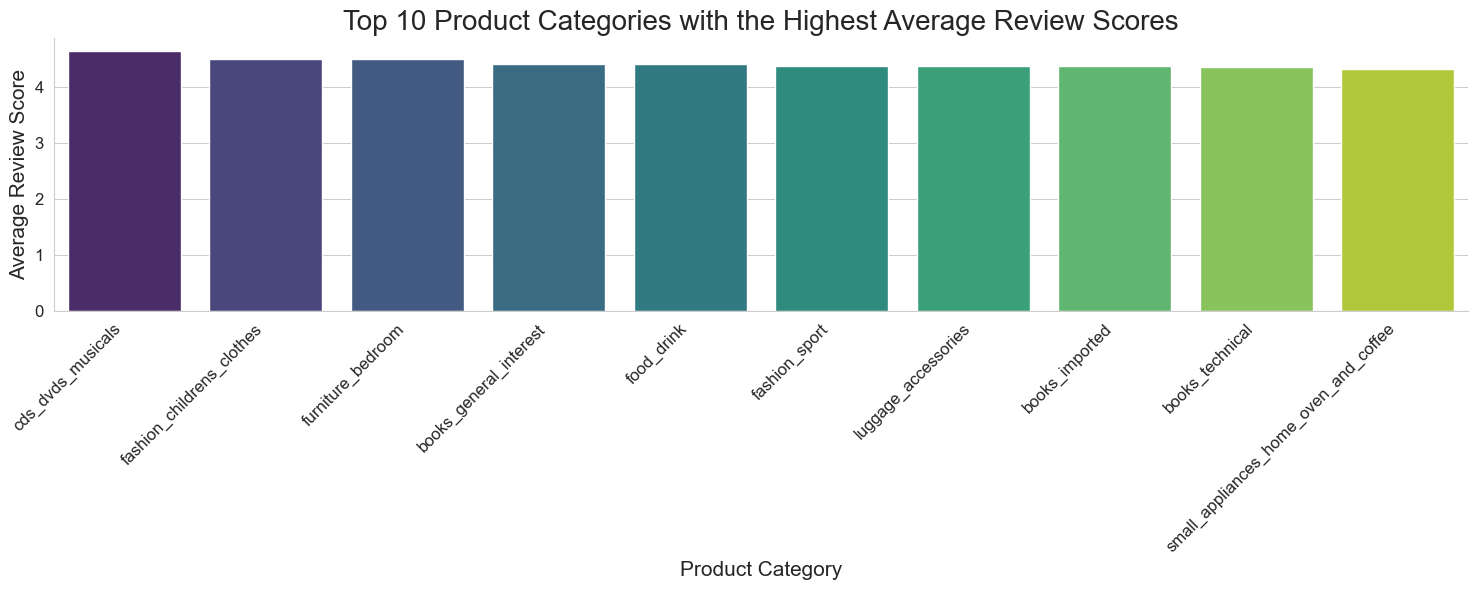 Top 10 Product Categories with the Highest Average Review Scores
Average Review Score
4
3
2
1
0
cds_dvds_musicals
fashion_childrens_clothes
furniture_bedroom
books_general_interest
food_drink
fashion_sport
luggage_accessories
books_imported
books_technical
small_appliances_home_oven_and_coffee
Product Category